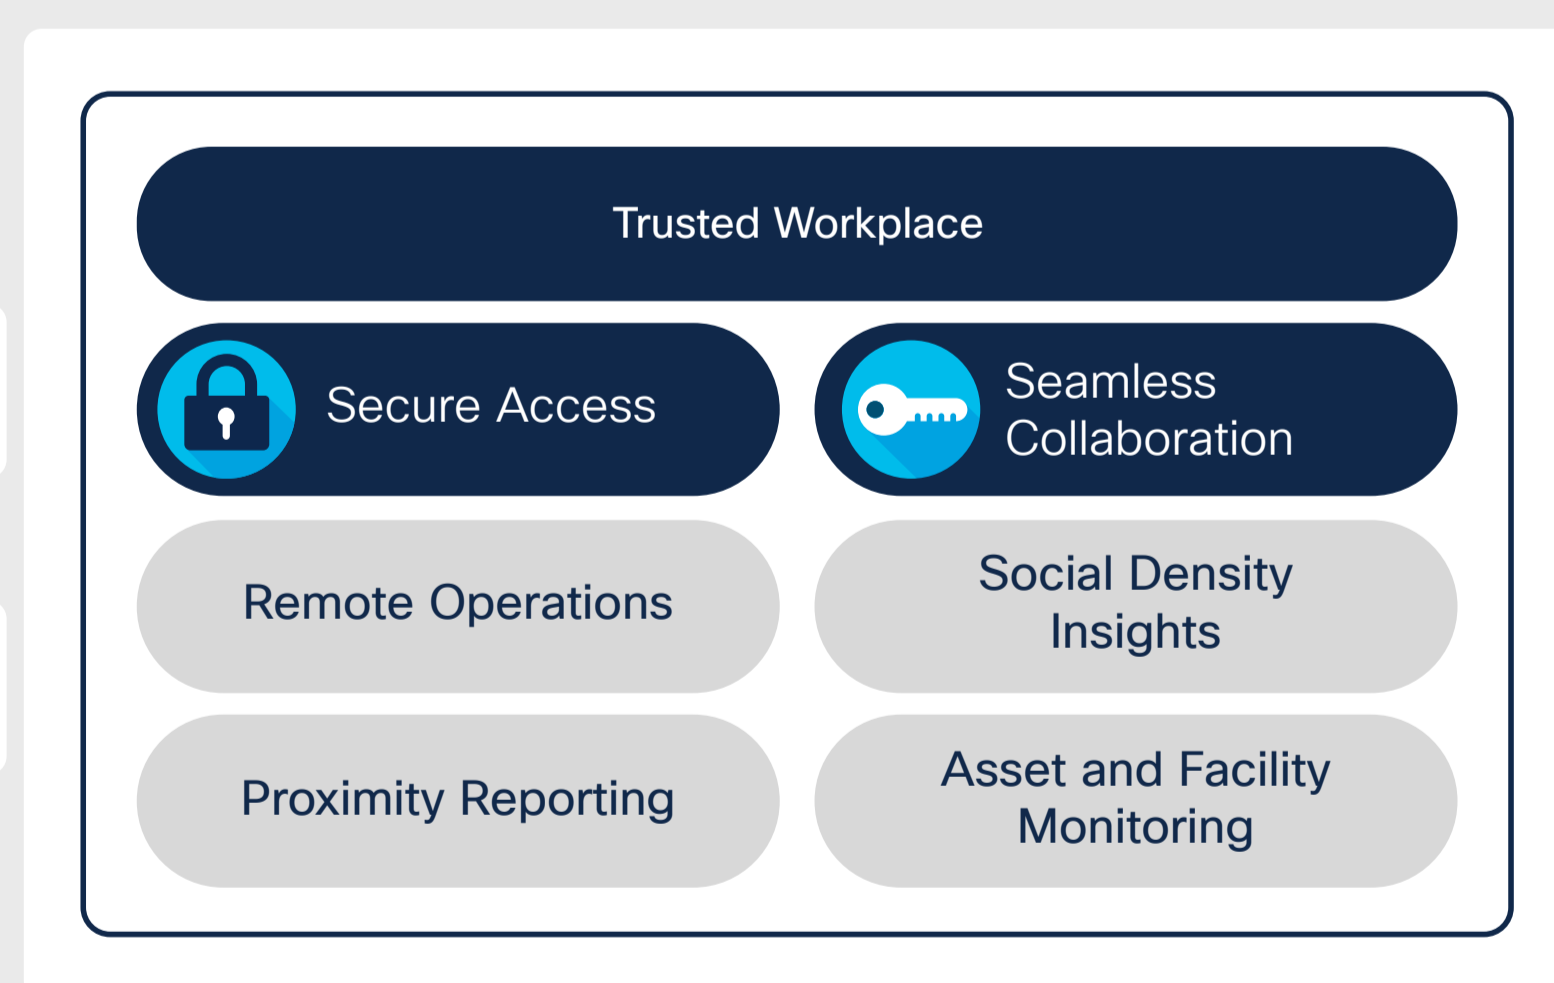 Trusted Workplace
Secure Access
Seamless
Collaboration
Remote Operations
Social Density
Insights
Proximity Reporting
Asset and Facility
Monitoring